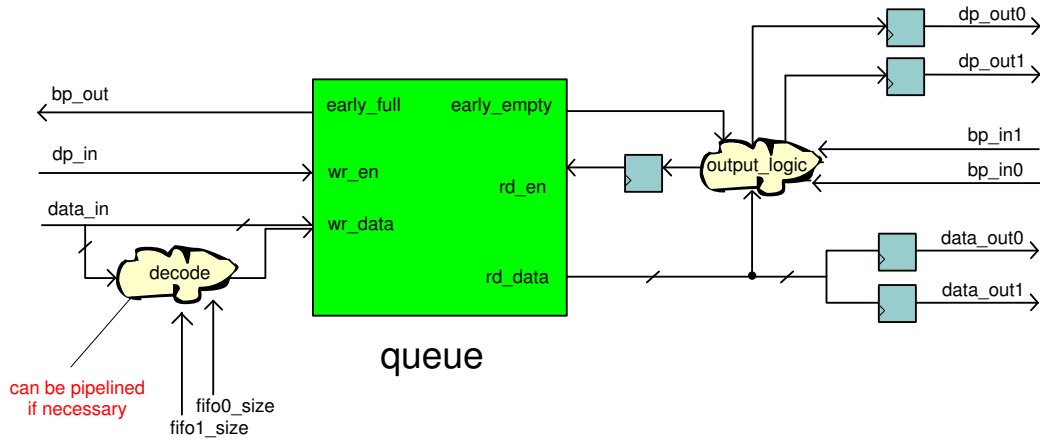 dp_out0
dp_out1
bp_out
early_full
early_empty
dp_in
wr_en
rd_en
output_logic
bp_in1
bp_in0
data_in
wr_data
decode
rd_data
data_out0
data_out1
queue
can be pipelined
if necessary
fifo0_size
fifo1_size